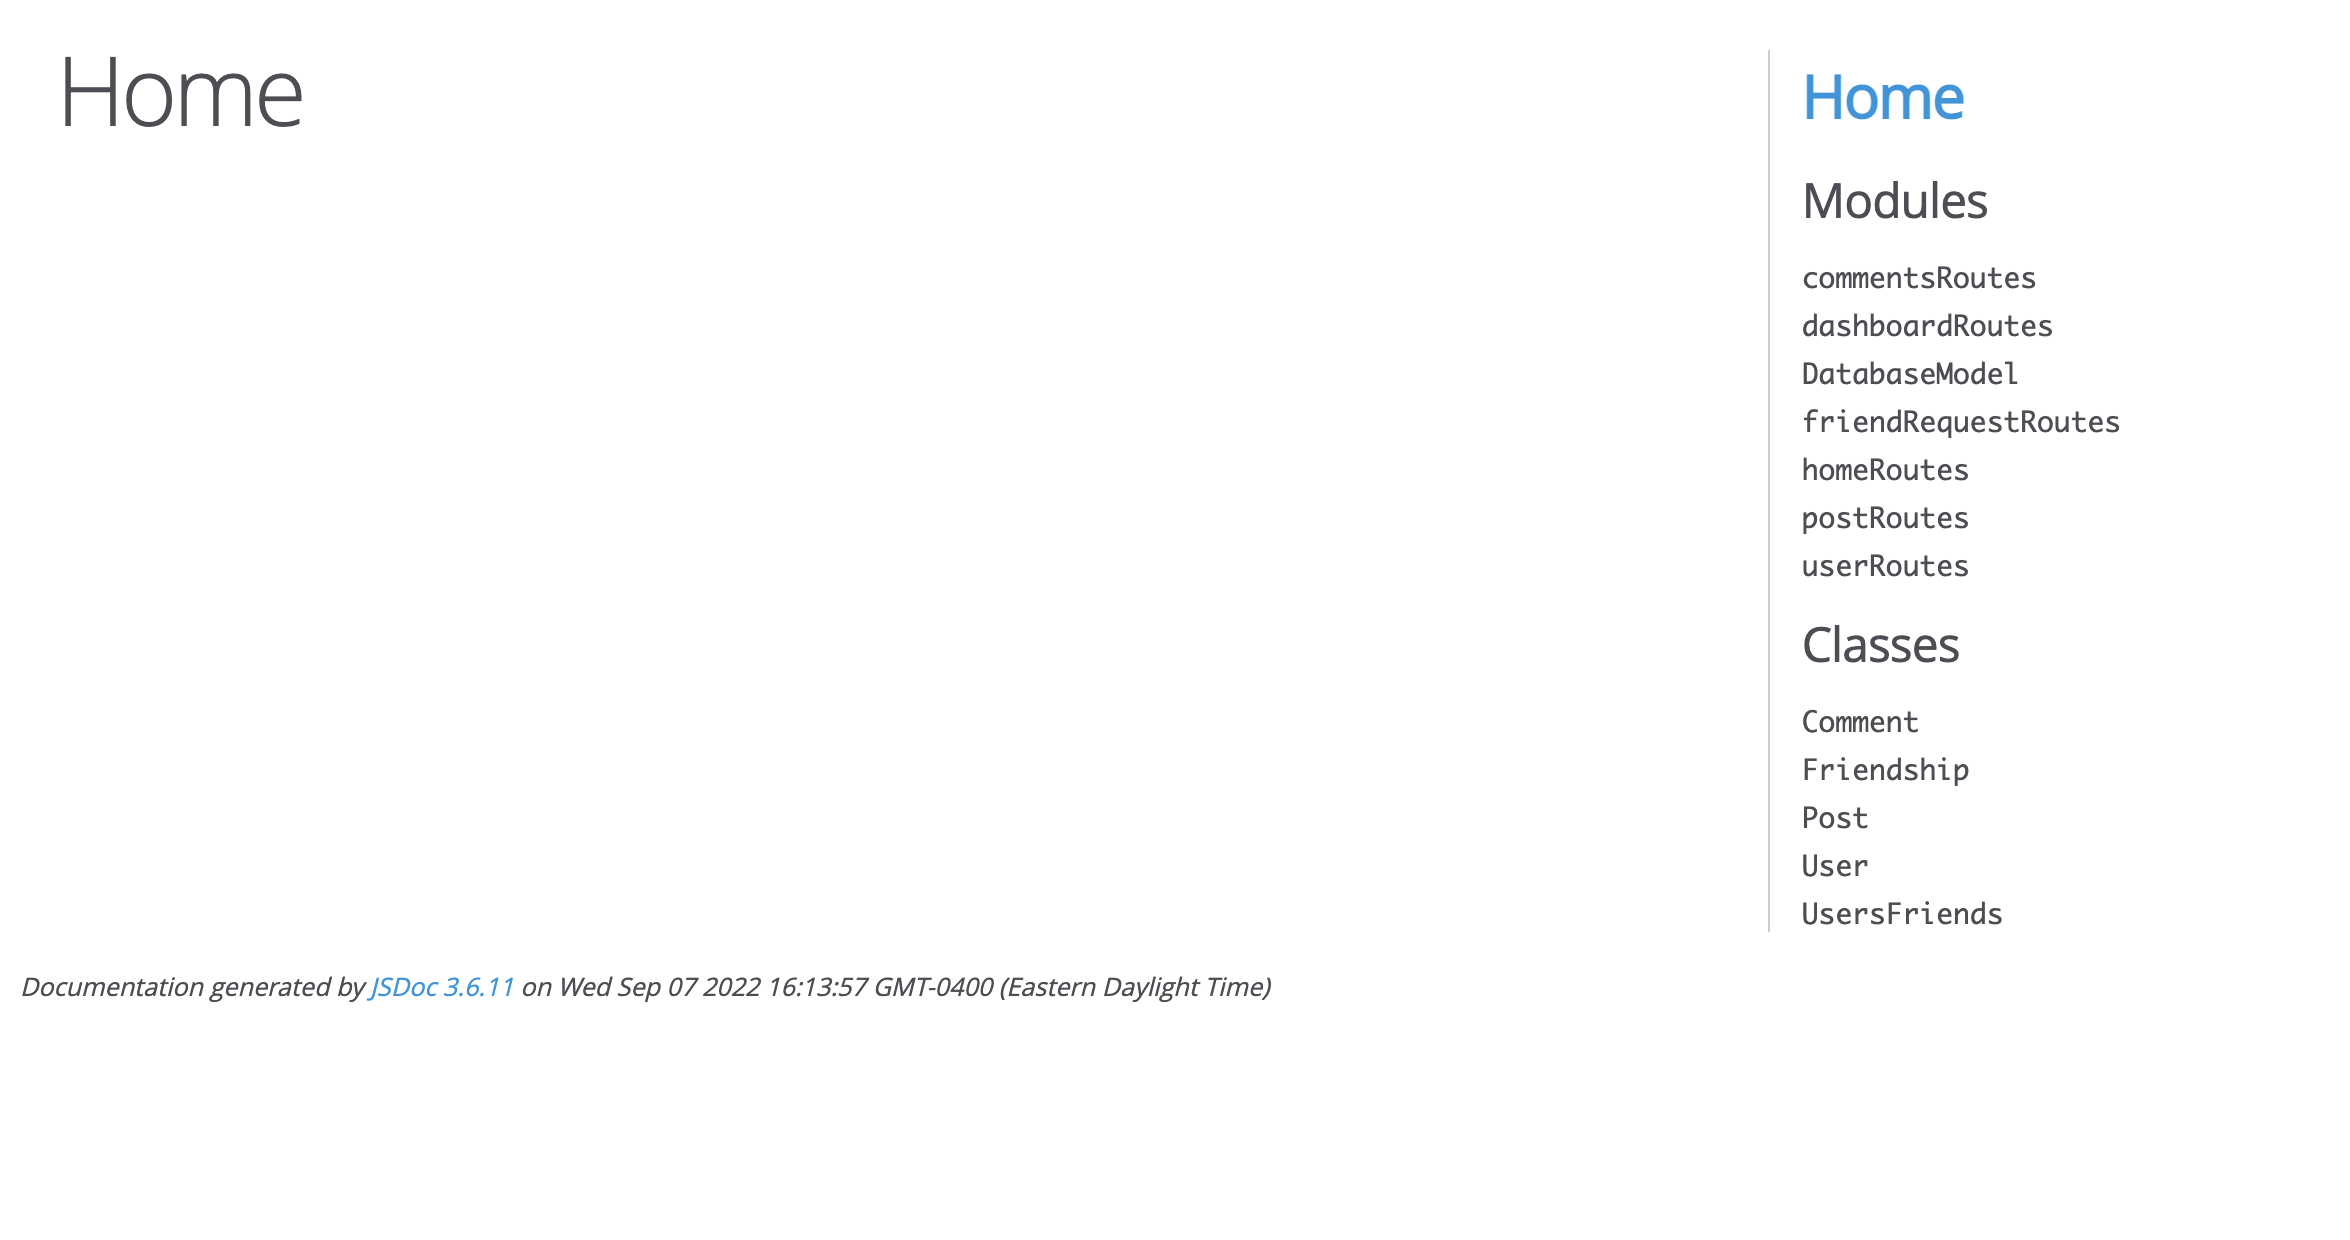 Home
Home
Modules
commentsRoutes
dashboardRoutes
DatabaseModel
friendRequestRoutes
homeRoutes
postRoutes
userRoutes
Classes
Comment
Friendship
Post
User
UsersFriends
Documentation generated by JSDoc 3.6.11 on Wed Sep 07 2022 16:13:57 GMT-0400 (Eastern Daylight Time)